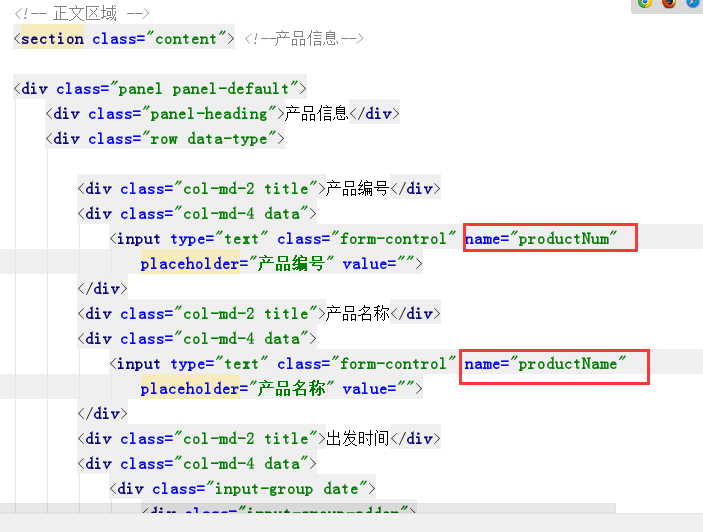 <!-- 正文区域 -->
<section class="content"> <!--产品信息-->
<div class="panel panel-default">
<div class="panel-heading">产品信息</div>
<div class="row data-type">
<div class="col-md-2 title">产品编号</div>
<div class="col-md-4 data">
<input type="text" class="form-control" name="productNum"
placeholder="产品编号" value="">
</div>
<div class="col-md-2 title">产品名称</div>
<div class="col-md-4 data">
<input type="text" class="form-control" name="productName"
placeholder="产品名称" value="">
</div>
<div class="col-md-2 title">出发时间</div>
<div class="col-md-4 data">
<div class="input-group date">
<div class="input-group-addon">